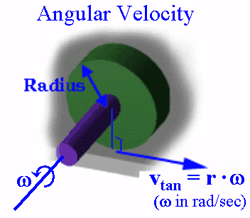 Angular Velocity
Radius
ω
v_tan = r · ω
(ω in rad/sec)